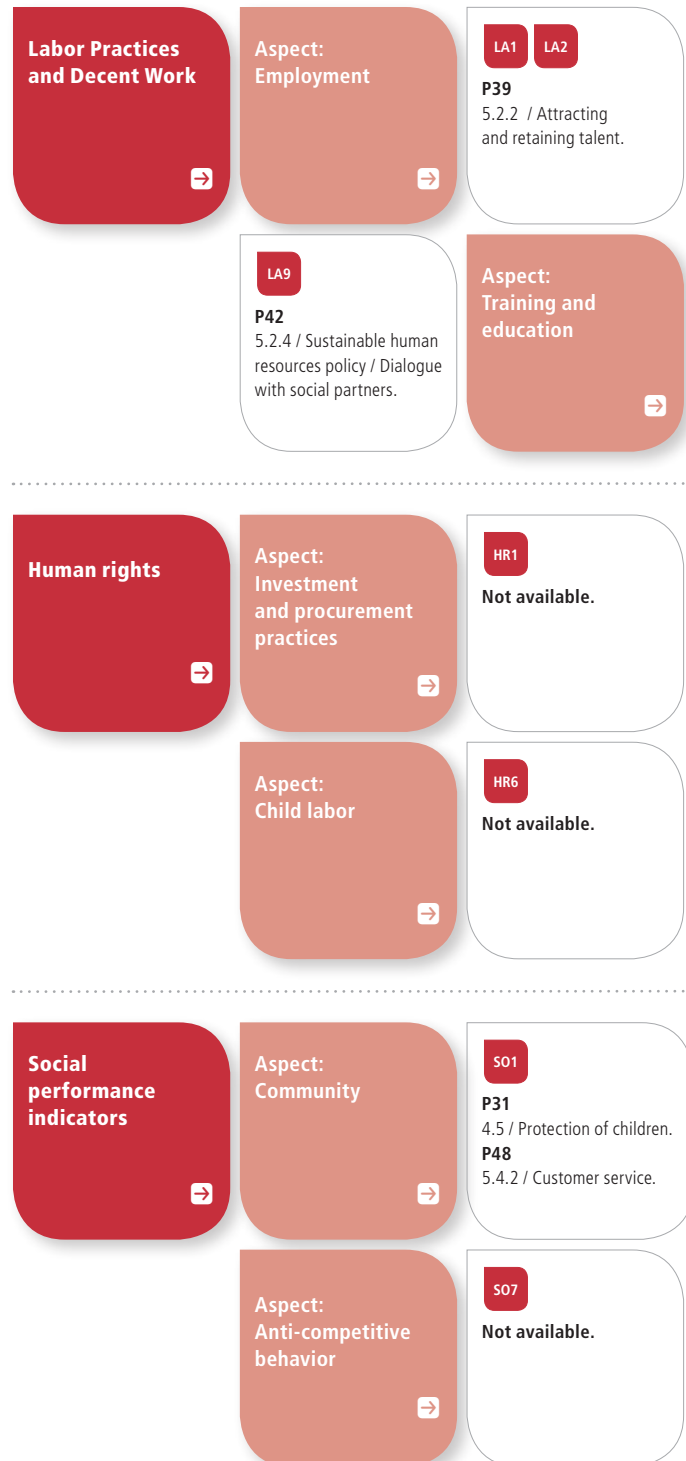 Labor Practices
and Decent Work
Aspect:
Employment
LA1 LA2
P39
5.2.2 / Attracting
and retaining talent.
LA9
P42
5.2.4 / Sustainable human
resources policy / Dialogue
with social partners.
Aspect:
Training and
education
Human rights
Aspect:
Investment
and procurement
practices
HR1
Not available.
Aspect:
Child labor
HR6
Not available.
Social
performance
indicators
Aspect:
Community
SO1
P31
4.5 / Protection of children.
P48
5.4.2 / Customer service.
Aspect:
Anti-competitive
behavior
SO7
Not available.